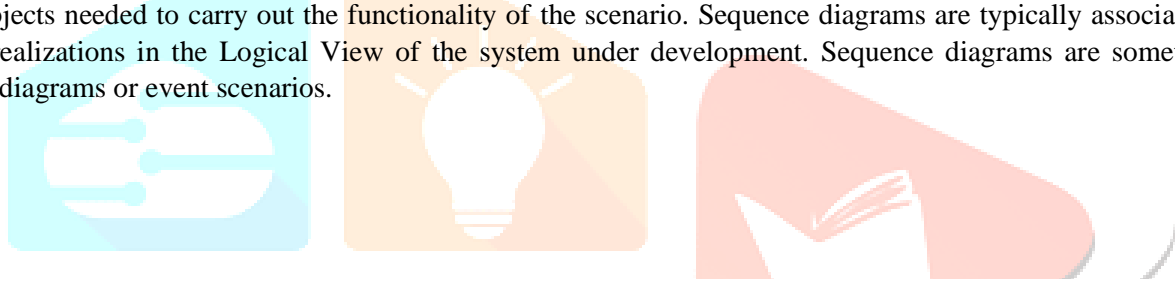 jects needed to carry out the functionality of the scenario. Sequence diagrams are typically associa
ealizations in the Logical View of the system under development. Sequence diagrams are some
diagrams or event scenarios.